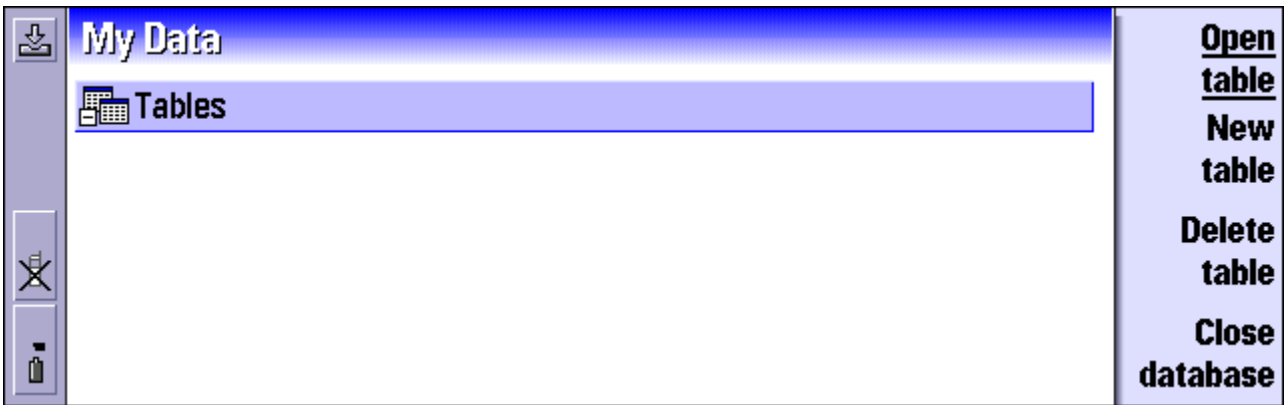 My Data
Tables
Open
table
New
table
Delete
table
Close
database